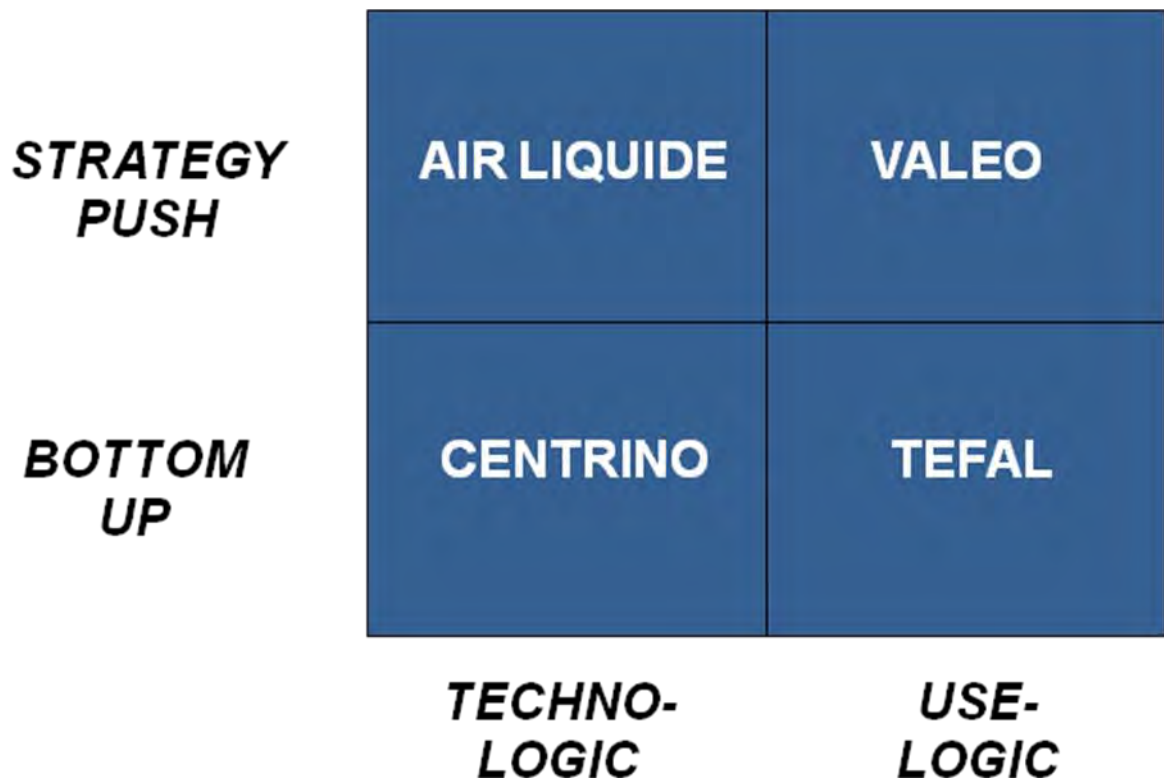 STRATEGY
PUSH
AIR LIQUIDE
VALEO
BOTTOM
UP
CENTRINO
TEFAL
TECHNO-
LOGIC
USE-
LOGIC